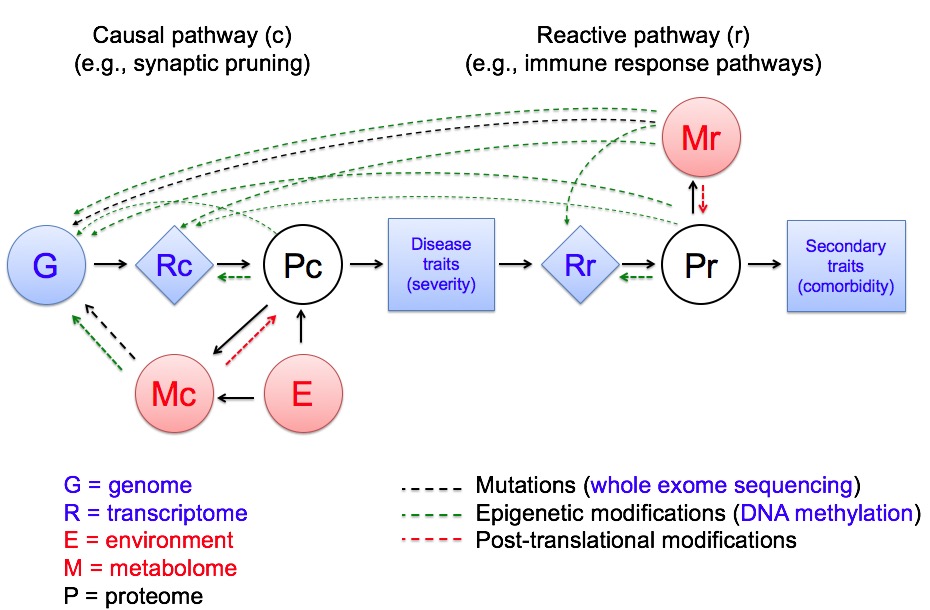 Causal pathway (c)
(e.g., synaptic pruning)
Reactive pathway (r)
(e.g., immune response pathways)
Mr
G
Rc
Pc
Disease
traits
(severity)
Rr
Pr
Secondary
traits
(comorbidity)
Mc
E
G = genome
R = transcriptome
E = environment
M = metabolome
P = proteome
Mutations (whole exome sequencing)
Epigenetic modifications (DNA methylation)
Post-translational modifications